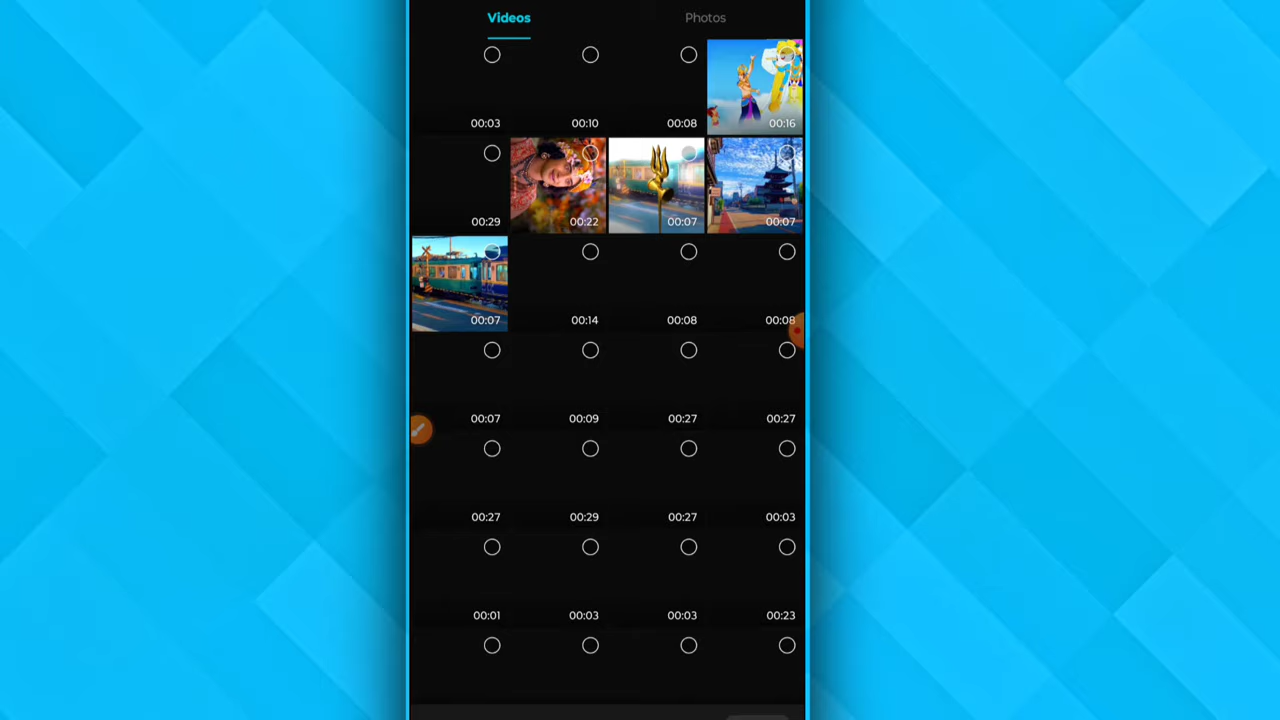 Videos Photos
00:03 00:10 00:08 00:16
00:29 00:22 00:07 00:07
00:07 00:14 00:08 00:08
00:07 00:09 00:27 00:27
00:27 00:29 00:27 00:03
00:01 00:03 00:03 00:23